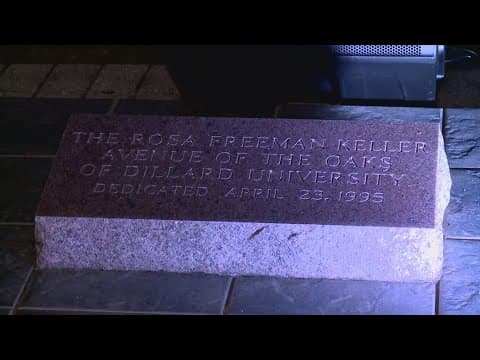 THE ROSA FREEMAN KELLER
AVENUE OF THE OAKS
OF DILLARD UNIVERSITY
DEDICATED APRIL 23, 1995